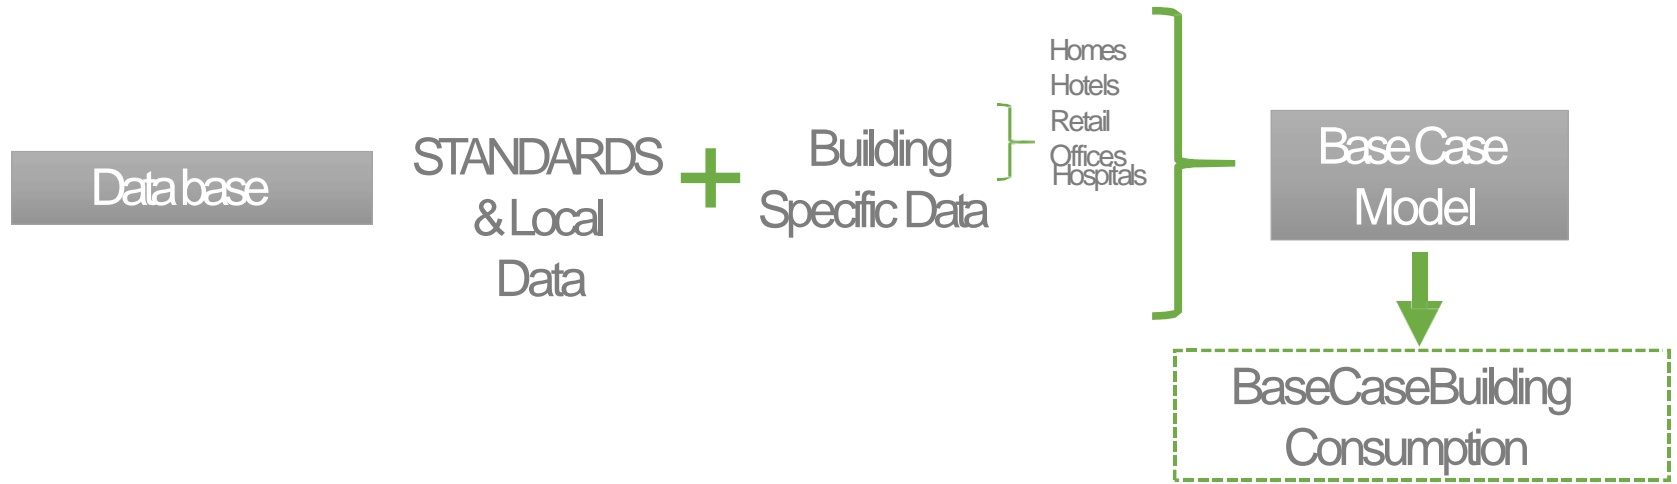 Data base
STANDARDS
& Local
Data
Building
Specific Data
Homes
Hotels
Retail
Offices
Hospitals
Base Case
Model
BaseCaseBuilding
Consumption